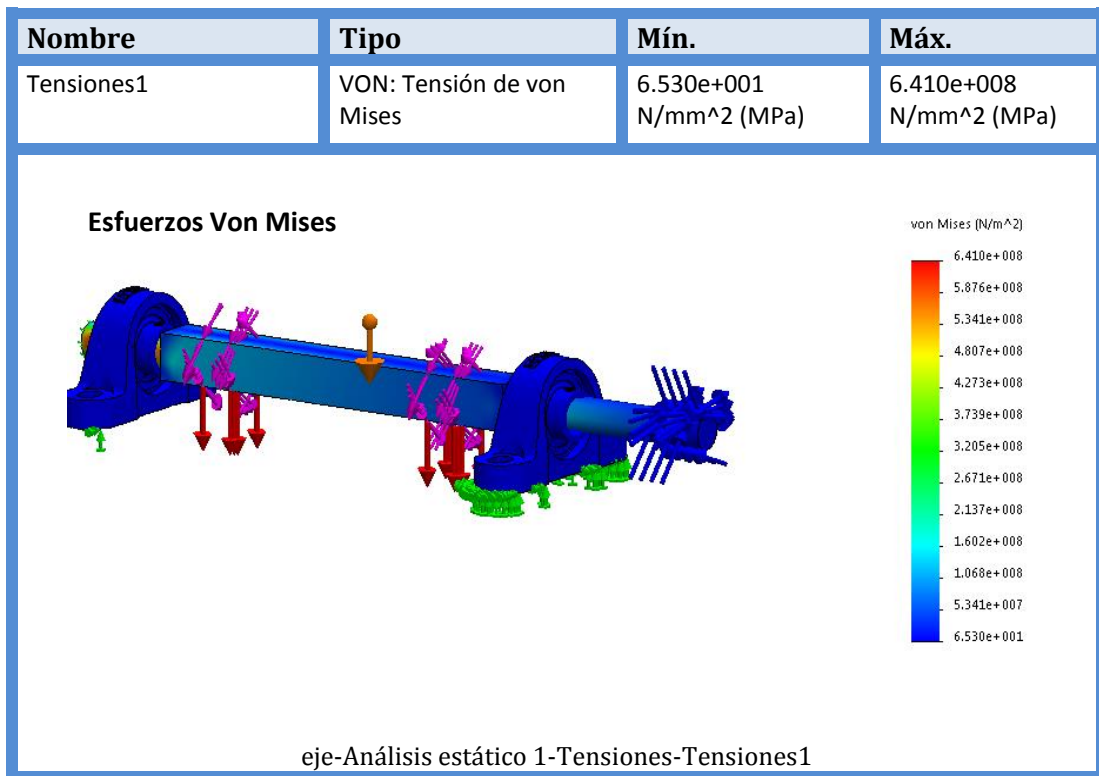 Nombre Tipo Mín. Máx.
Tensiones1 VON: Tensión de von 6.530e+001 6.410e+008
Mises N/mm^2 (MPa) N/mm^2 (MPa)
Esfuerzos Von Mises
von Mises (N/m^2)
6.410e+008
5.876e+008
5.341e+008
4.807e+008
4.273e+008
3.739e+008
3.205e+008
2.671e+008
2.137e+008
1.602e+008
1.068e+008
5.341e+007
6.530e+001
eje-Análisis estático 1-Tensiones-Tensiones1